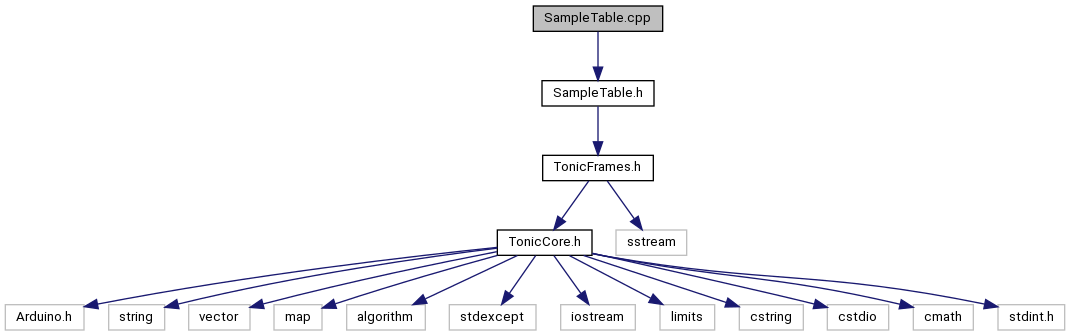 SampleTable.cpp
SampleTable.h
TonicFrames.h
TonicCore.h
sstream
Arduino.h
string
vector
map
algorithm
stdexcept
iostream
limits
cstring
cstdio
cmath
stdint.h